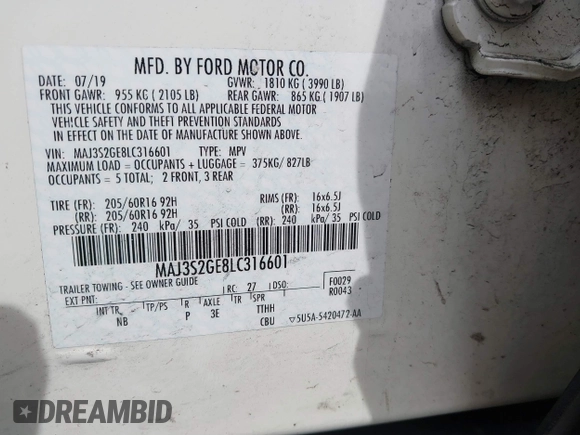 MFD. BY FORD MOTOR CO.
DATE: 07/19 GVWR: 1810 KG ( 3990 LB)
FRONT GAWR: 955 KG ( 2105 LB) REAR GAWR: 865 KG ( 1907 LB)
THIS VEHICLE CONFORMS TO ALL APPLICABLE FEDERAL MOTOR
VEHICLE SAFETY AND THEFT PREVENTION STANDARDS
IN EFFECT ON THE DATE OF MANUFACTURE SHOWN ABOVE.
VIN: MAJ3S2GE8LC316601 TYPE: MPV
MAXIMUM LOAD = OCCUPANTS + LUGGAGE = 375KG/ 827LB
OCCUPANTS = 5 TOTAL; 2 FRONT, 3 REAR
TIRE (FR): 205/60R16 92H RIMS (FR): 16x6.5J
(RR): 205/60R16 92H (RR): 16x6.5J
PRESSURE (FR): 240 kPa/ 35 PSI COLD (RR): 240 kPa/ 35 PSI COLD
MAJ3S2GE8LC316601
TRAILER TOWING - SEE OWNER GUIDE
EXT PNT: RC: 27 DSO: F0029
R0043
INT TR TP/PS R AXLE TR SPR
NB P 3E TTHH
CBU ▽5U5A-5420472-AA
DREAMBID